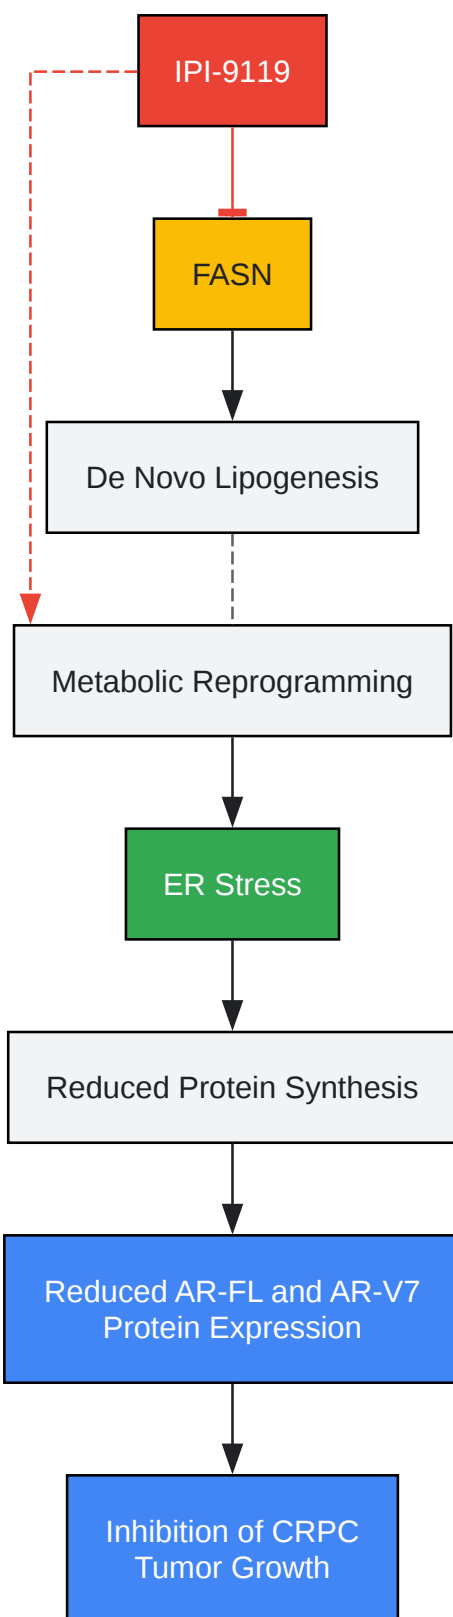 IPI-9119
FASN
De Novo Lipogenesis
Metabolic Reprogramming
ER Stress
Reduced Protein Synthesis
Reduced AR-FL and AR-V7
Protein Expression
Inhibition of CRPC
Tumor Growth